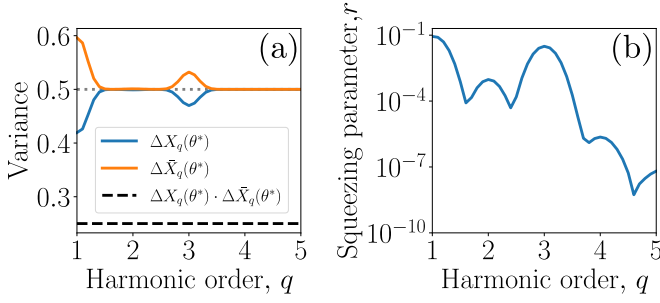 (a)
Variance
0.6
0.5
0.4
0.3
ΔX_q(θ*)
ΔX̄_q(θ*)
ΔX_q(θ*) · ΔX̄_q(θ*)
1 2 3 4 5
Harmonic order, q
(b)
Squeezing parameter,r
10⁻¹
10⁻⁴
10⁻⁷
10⁻¹⁰
1 2 3 4 5
Harmonic order, q